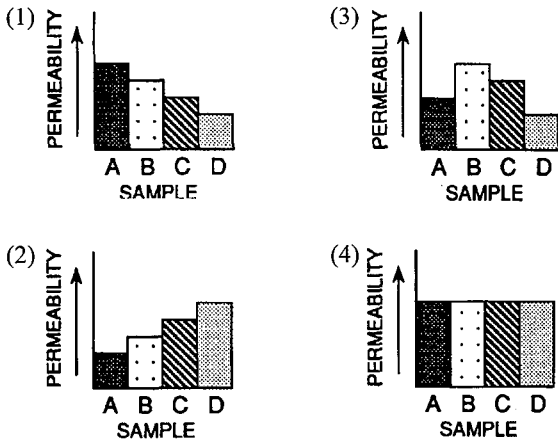 (1)
PERMEABILITY
A B C D
SAMPLE
(3)
PERMEABILITY
A B C D
SAMPLE
(2)
PERMEABILITY
A B C D
SAMPLE
(4)
PERMEABILITY
A B C D
SAMPLE